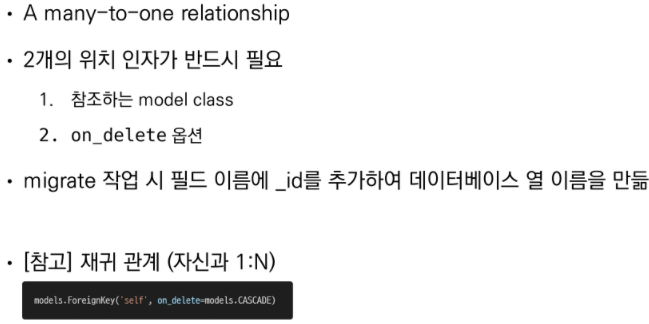 • A many-to-one relationship
• 2개의 위치 인자가 반드시 필요
1. 참조하는 model class
2. on_delete 옵션
• migrate 작업 시 필드 이름에 _id를 추가하여 데이터베이스 열 이름을 만듦
• [참고] 재귀 관계 (자신과 1:N)
models.ForeignKey('self', on_delete=models.CASCADE)